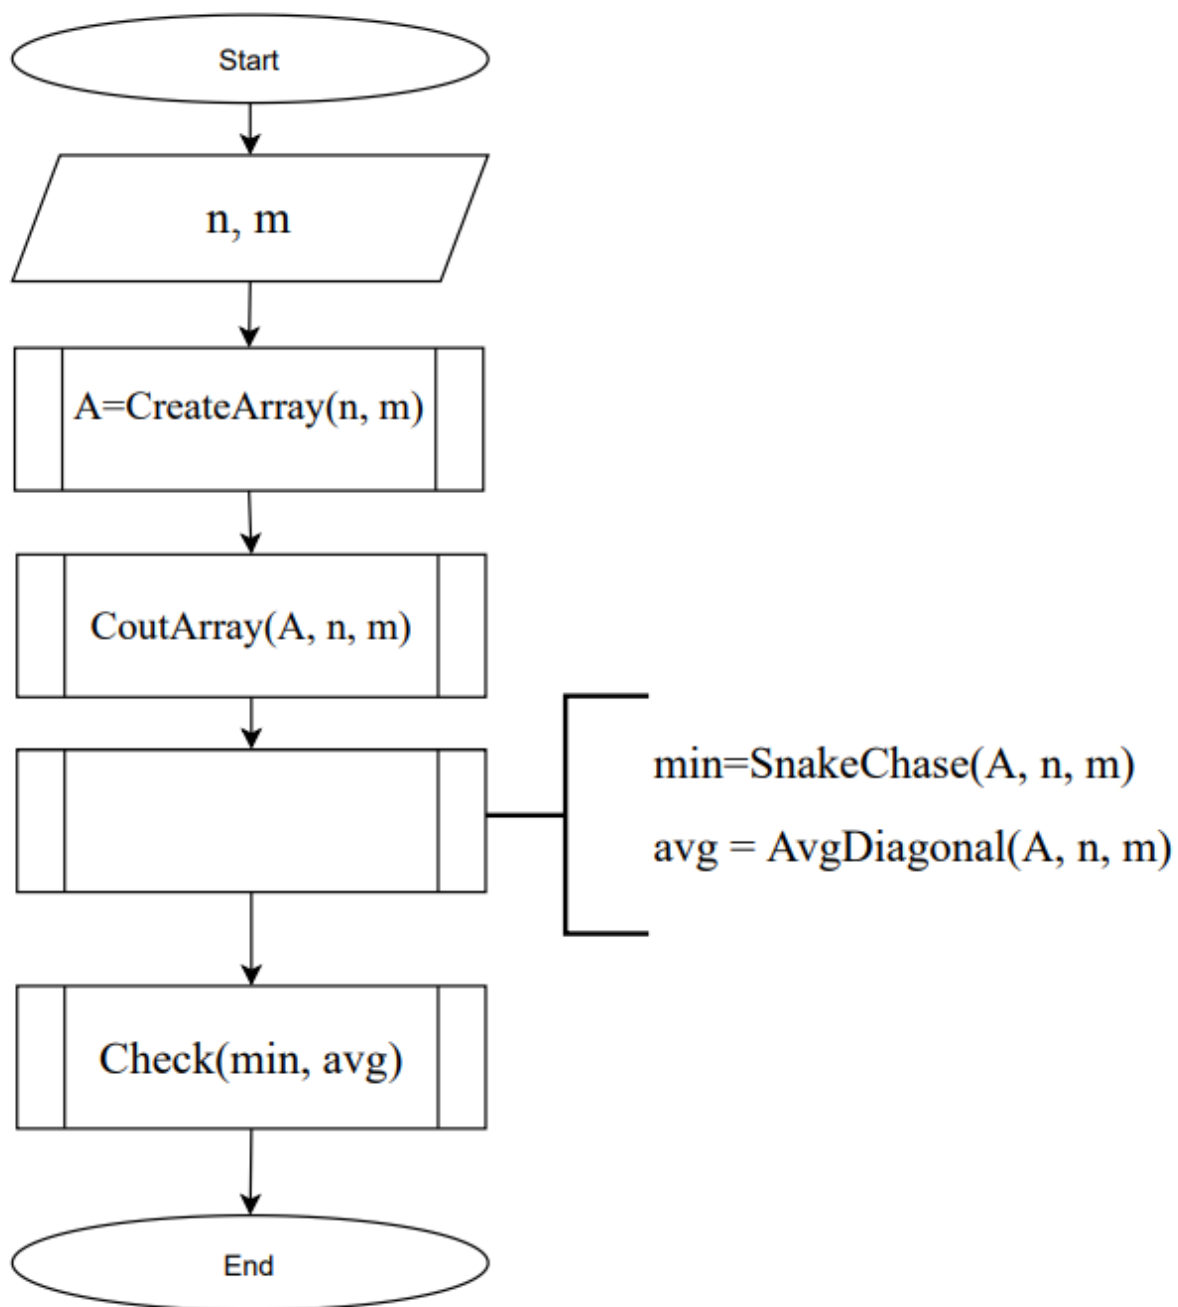 Start
n, m
A=CreateArray(n, m)
CoutArray(A, n, m)
min=SnakeChase(A, n, m)
avg = AvgDiagonal(A, n, m)
Check(min, avg)
End